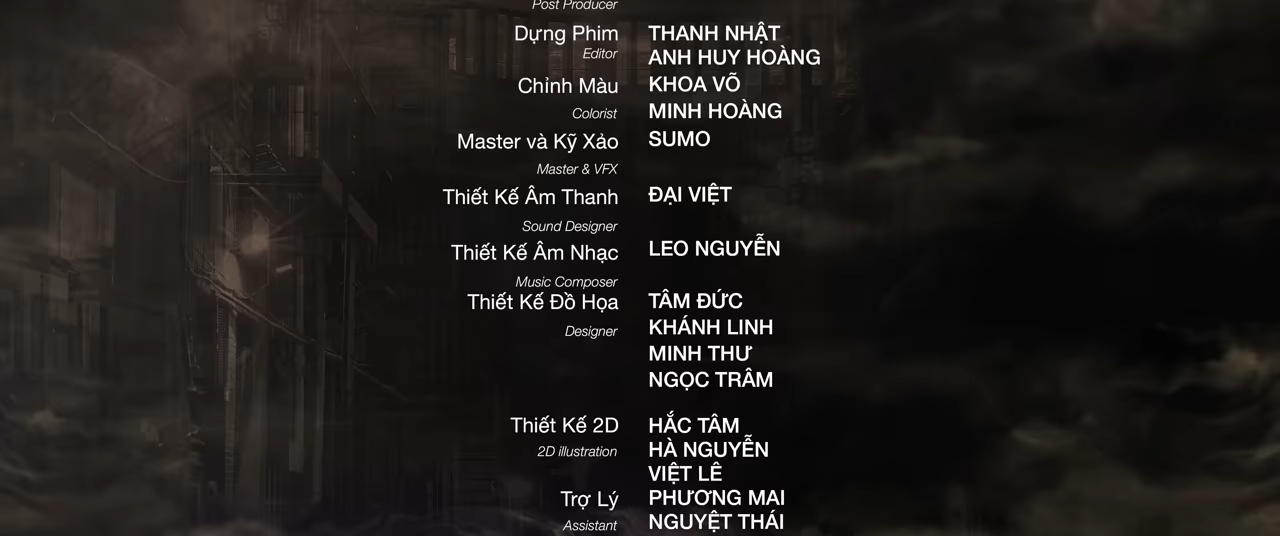 Post Producer
Dựng Phim THANH NHẬT
Editor ANH HUY HOÀNG
Chỉnh Màu KHOA VÕ
Colorist MINH HOÀNG
Master và Kỹ Xảo SUMO
Master & VFX
Thiết Kế Âm Thanh ĐẠI VIỆT
Sound Designer
Thiết Kế Âm Nhạc LEO NGUYỄN
Music Composer
Thiết Kế Đồ Họa TÂM ĐỨC
Designer KHÁNH LINH
MINH THƯ
NGỌC TRÂM
Thiết Kế 2D HẮC TÂM
2D illustration HÀ NGUYỄN
VIỆT LÊ
Trợ Lý PHƯƠNG MAI
Assistant NGUYỆT THÁI